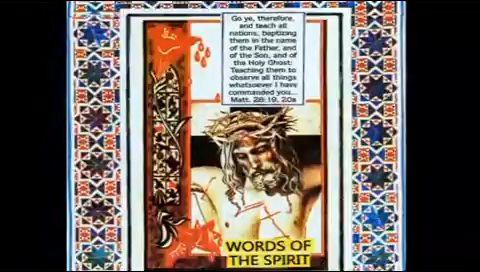 Go ye, therefore,
and teach all
nations, baptizing
them in the name
of the Father, and
of the Son, and of
the Holy Ghost:
Teaching them to
observe all things
whatsoever I have
commanded you...
Matt. 28:19, 20a
WORDS OF
THE SPIRIT